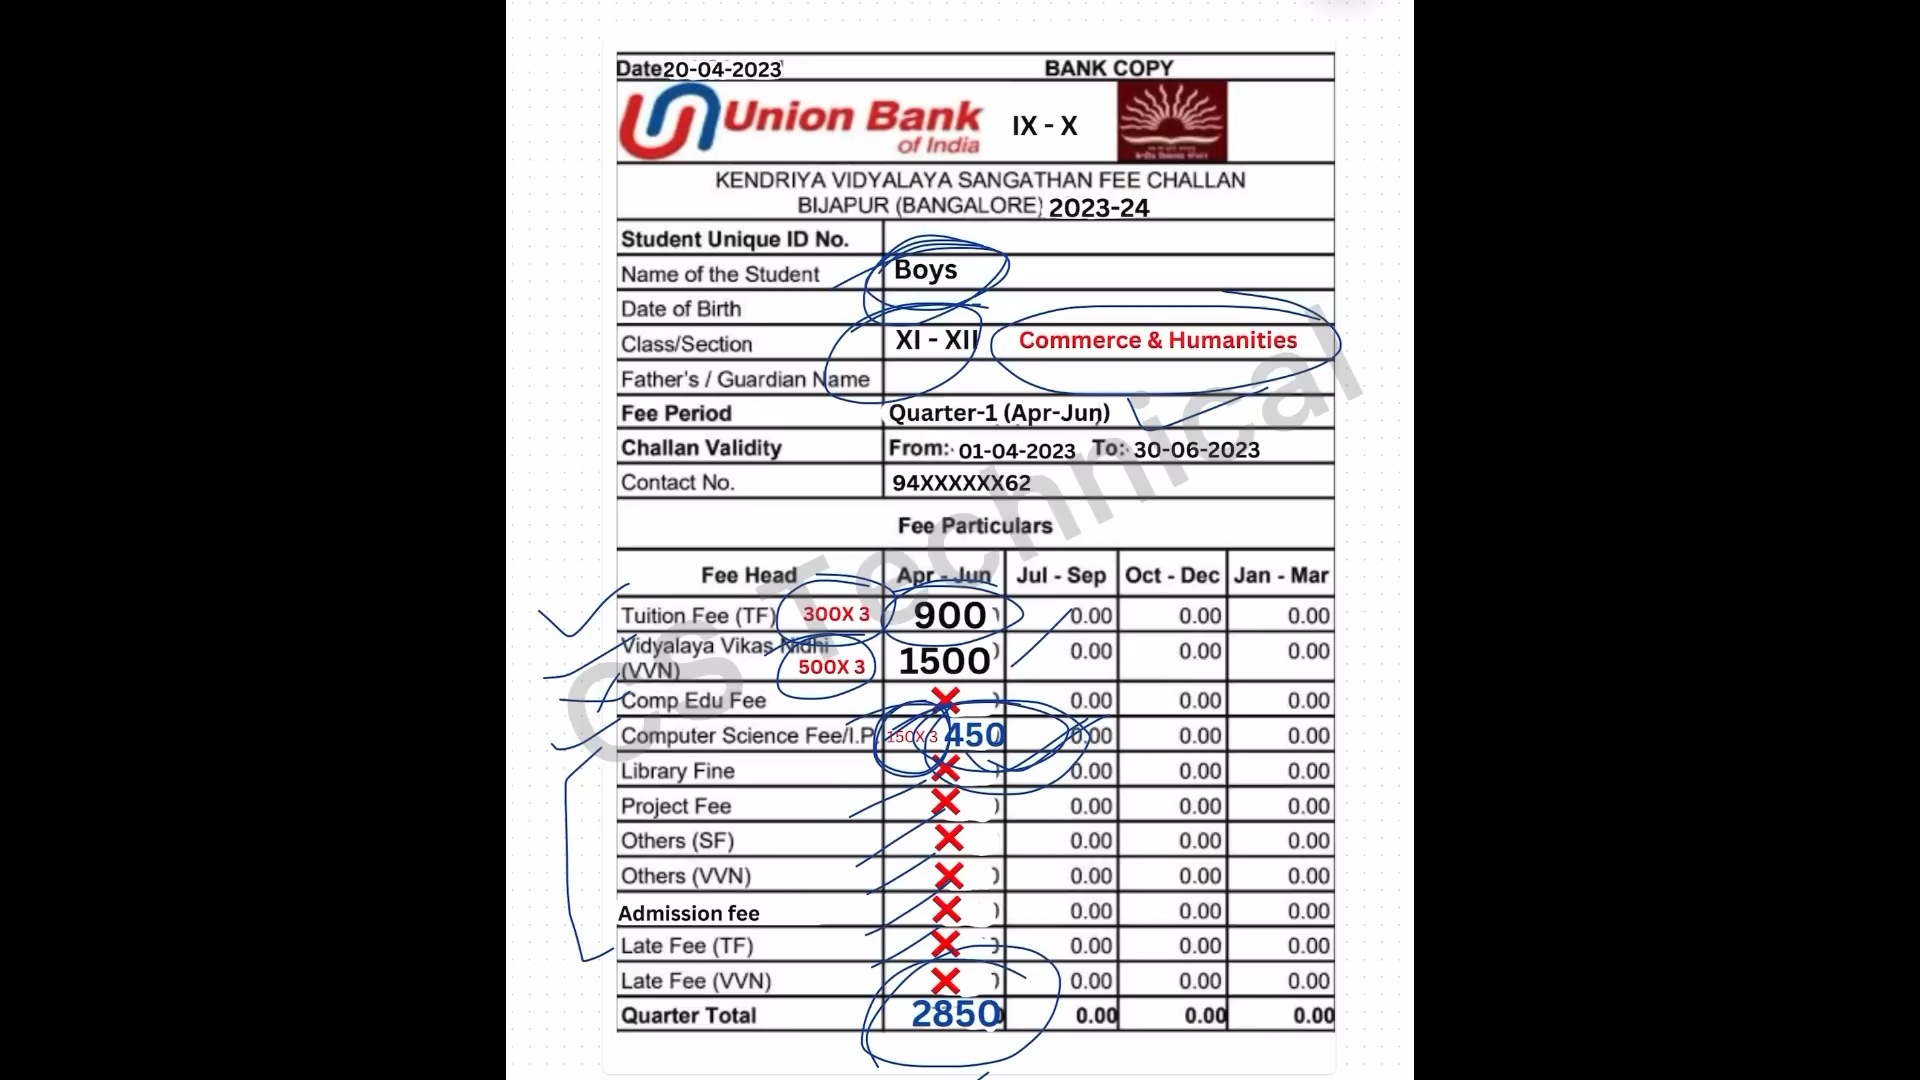 Date20-04-2023 BANK COPY
Union Bank
of India
IX - X
KENDRIYA VIDYALAYA SANGATHAN FEE CHALLAN
BIJAPUR (BANGALORE) 2023-24
Student Unique ID No.
Name of the Student Boys
Date of Birth
Class/Section XI - XII Commerce & Humanities
Father's / Guardian Name
Fee Period Quarter-1 (Apr-Jun)
Challan Validity From: 01-04-2023 To: 30-06-2023
Contact No. 94XXXXXX62
Fee Particulars
Fee Head Apr - Jun Jul - Sep Oct - Dec Jan - Mar
Tuition Fee (TF) 300X 3 900 0.00 0.00 0.00
Vidyalaya Vikas Nidhi
(VVN) 500X 3 1500 0.00 0.00 0.00
Comp Edu Fee 0.00 0.00 0.00
Computer Science Fee/I.P 150X 3 450 0.00 0.00 0.00
Library Fine 0.00 0.00 0.00
Project Fee 0.00 0.00 0.00
Others (SF) 0.00 0.00 0.00
Others (VVN) 0.00 0.00 0.00
Admission fee 0.00 0.00 0.00
Late Fee (TF) 0.00 0.00 0.00
Late Fee (VVN) 0.00 0.00 0.00
Quarter Total 2850 0.00 0.00 0.00
CS Technical